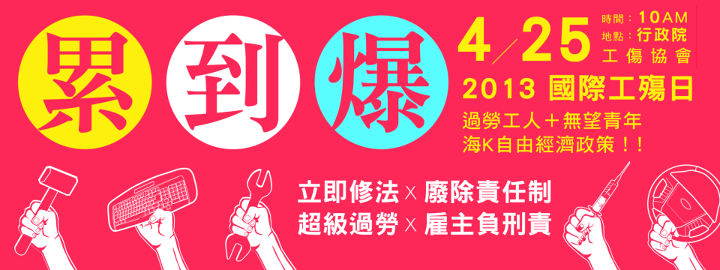 累到爆
4/25
時間：10AM
地點：行政院
工傷協會
2013 國際工殤日
過勞工人＋無望青年
海K自由經濟政策！！
立即修法 x 廢除責任制
超級過勞 x 雇主負刑責